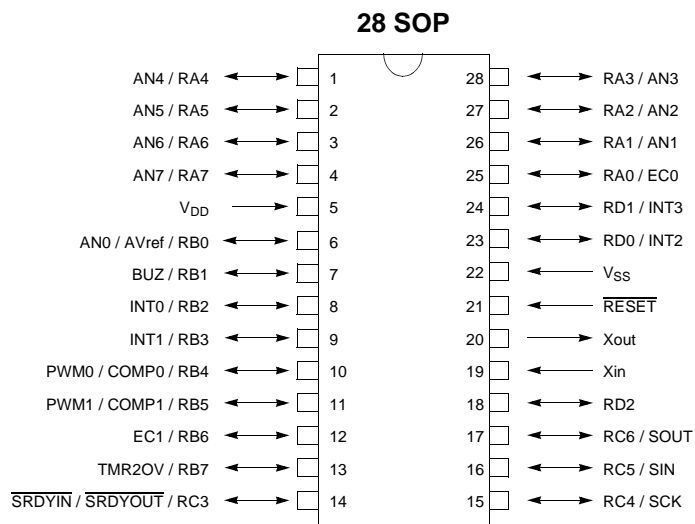 28 SOP
AN4 / RA4 1 28 RA3 / AN3
AN5 / RA5 2 27 RA2 / AN2
AN6 / RA6 3 26 RA1 / AN1
AN7 / RA7 4 25 RA0 / EC0
VDD 5 24 RD1 / INT3
AN0 / AVref / RB0 6 23 RD0 / INT2
BUZ / RB1 7 22 VSS
INT0 / RB2 8 21 RESET
INT1 / RB3 9 20 Xout
PWM0 / COMP0 / RB4 10 19 Xin
PWM1 / COMP1 / RB5 11 18 RD2
EC1 / RB6 12 17 RC6 / SOUT
TMR2OV / RB7 13 16 RC5 / SIN
SRDYIN / SRDYOUT / RC3 14 15 RC4 / SCK